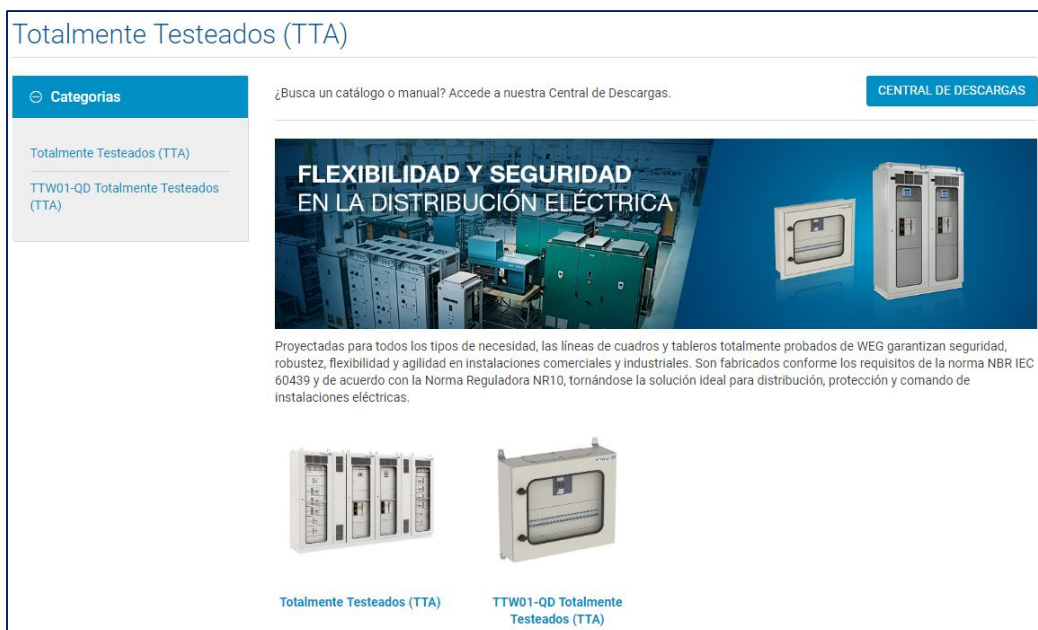 Totalmente Testeados (TTA)
Categorias
¿Busca un catálogo o manual? Accede a nuestra Central de Descargas.
CENTRAL DE DESCARGAS
Totalmente Testeados (TTA)
TTW01-QD Totalmente Testeados
(TTA)
FLEXIBILIDAD Y SEGURIDAD
EN LA DISTRIBUCIÓN ELÉCTRICA
Proyectadas para todos los tipos de necesidad, las líneas de cuadros y tableros totalmente probados de WEG garantizan seguridad,
robustez, flexibilidad y agilidad en instalaciones comerciales y industriales. Son fabricados conforme los requisitos de la norma NBR IEC
60439 y de acuerdo con la Norma Reguladora NR10, tornándose la solución ideal para distribución, protección y comando de
instalaciones eléctricas.
Totalmente Testeados (TTA)
TTW01-QD Totalmente
Testeados (TTA)